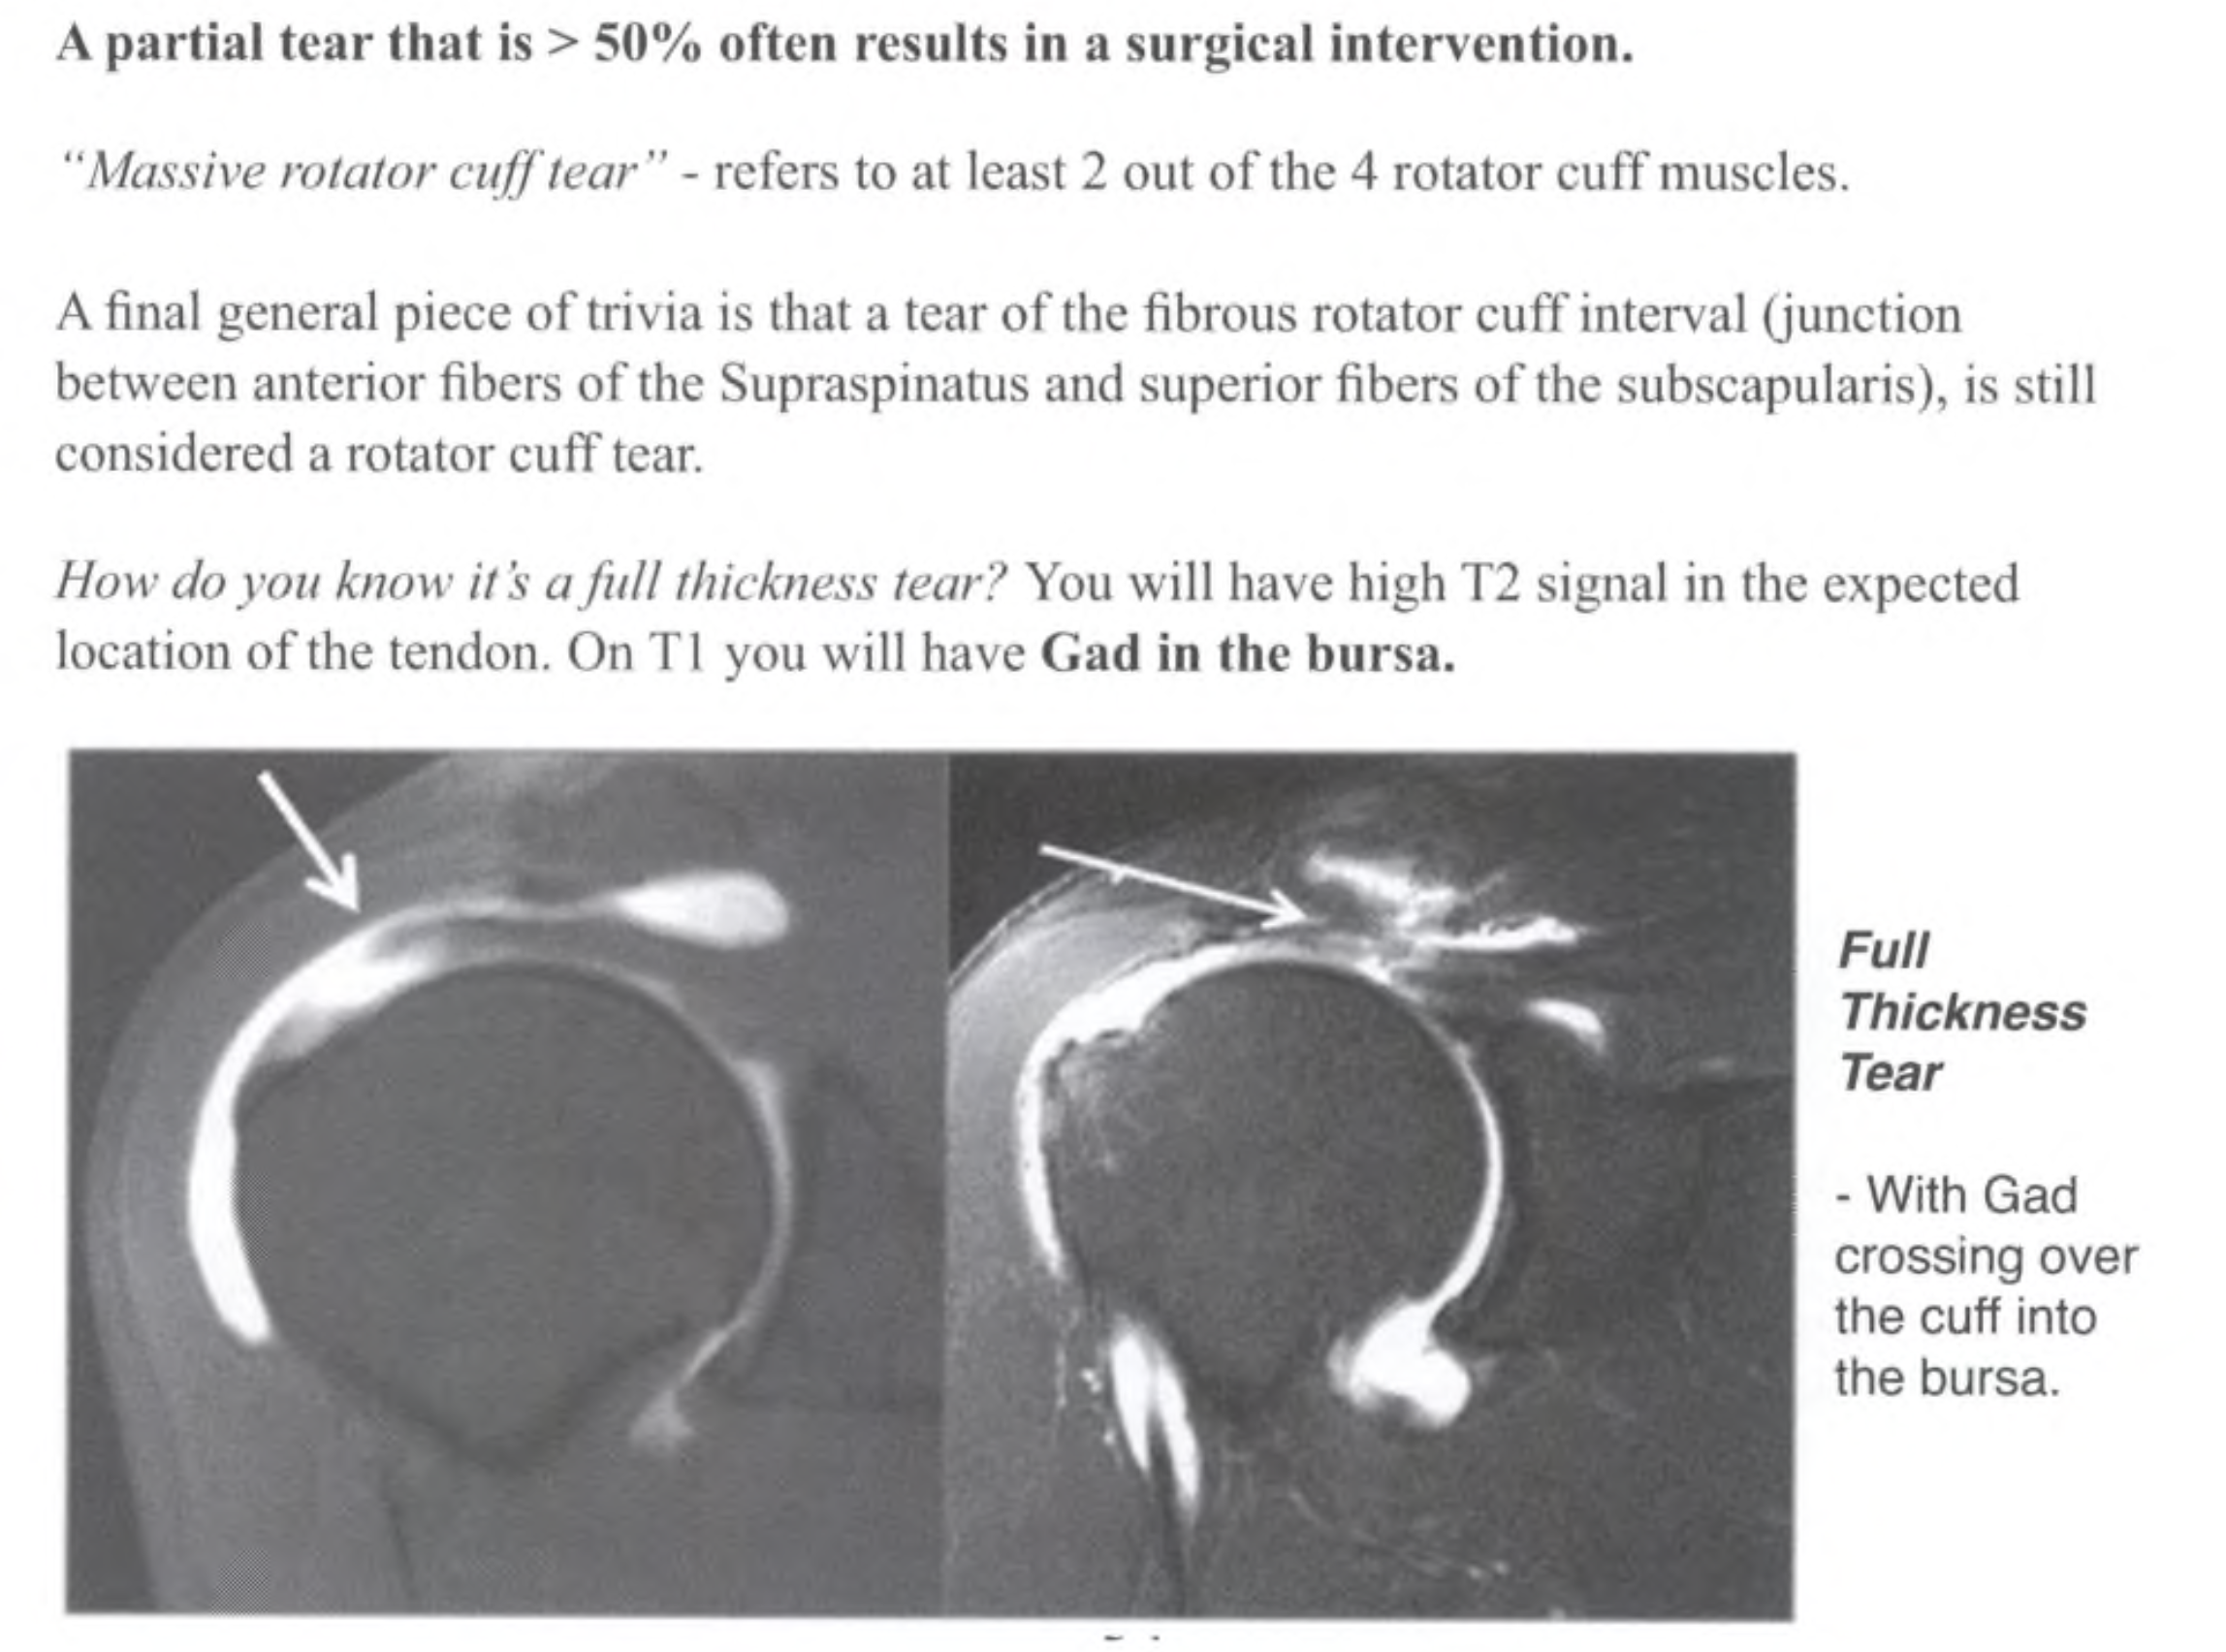 A partial tear that is > 50% often results in a surgical intervention.
“Massive rotator cuff tear” - refers to at least 2 out of the 4 rotator cuff muscles.
A final general piece of trivia is that a tear of the fibrous rotator cuff interval (junction
between anterior fibers of the Supraspinatus and superior fibers of the subscapularis), is still
considered a rotator cuff tear.
How do you know it’s a full thickness tear? You will have high T2 signal in the expected
location of the tendon. On T1 you will have Gad in the bursa.
Full
Thickness
Tear
- With Gad
crossing over
the cuff into
the bursa.